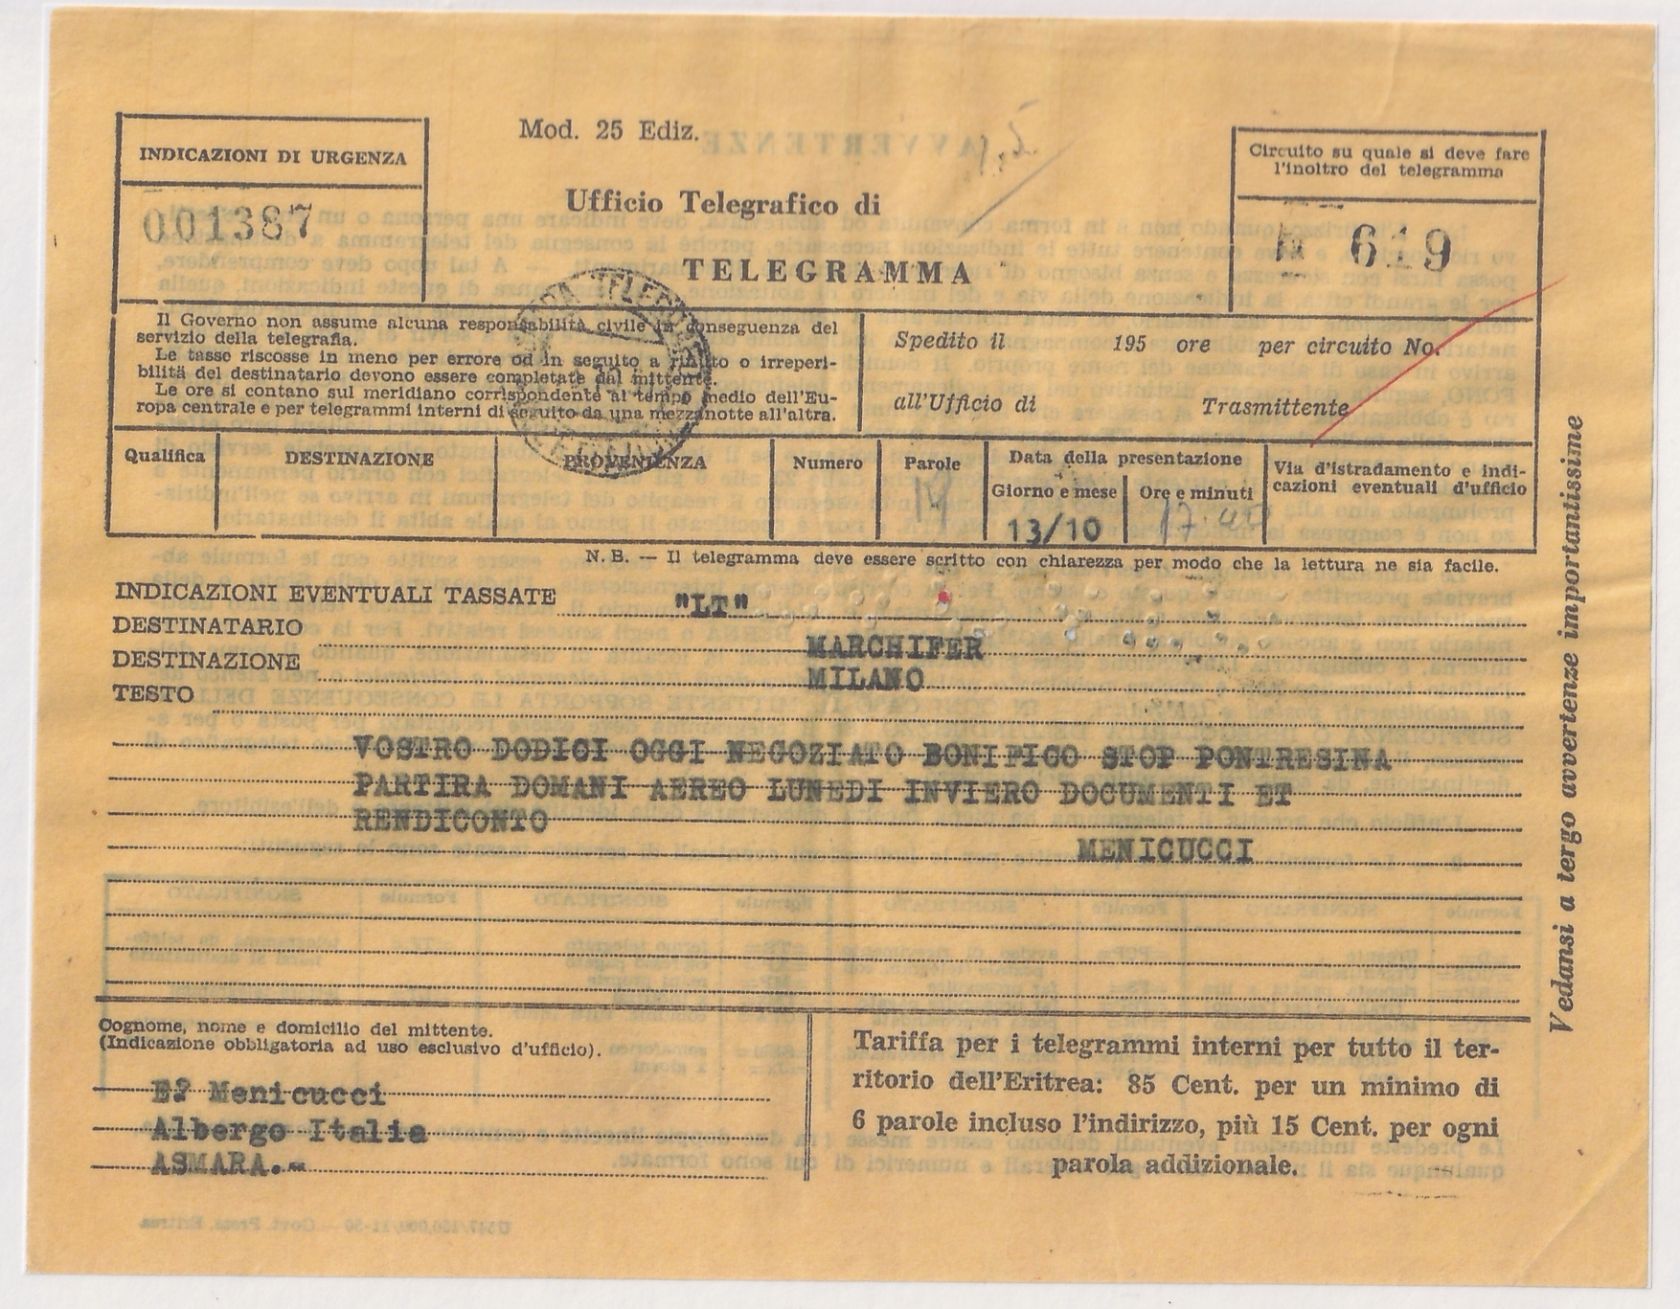 Mod. 25 Ediz.
INDICAZIONI DI URGENZA
001387
Ufficio Telegrafico di
TELEGRAMMA
Circuito su quale si deve fare
l'inoltro del telegramma
619
Il Governo non assume alcuna responsabilità civile in conseguenza del
servizio della telegrafia.
Le tasse riscosse in meno per errore od in seguito a rifiuto o irreperi-
bilità del destinatario devono essere completate dal mittente.
Le ore si contano sul meridiano corrispondente al tempo medio dell'Eu-
ropa centrale e per telegrammi interni di seguito da una mezzanotte all'altra.
Spedito il 195 ore per circuito No.
all'Ufficio di Trasmittente
Qualifica
DESTINAZIONE
PROVENIENZA
Numero
Parole
19
Data della presentazione
Giorno e mese
13/10
Ore e minuti
17.40
Via d'istradamento e indi-
cazioni eventuali d'ufficio
N. B. — Il telegramma deve essere scritto con chiarezza per modo che la lettura ne sia facile.
INDICAZIONI EVENTUALI TASSATE "LT"
DESTINATARIO MARCHIFER
DESTINAZIONE MILANO
TESTO
VOSTRO DODICI OGGI NEGOZIATO BONIFICO STOP PONTRESINA
PARTIRA DOMANI AEREO LUNEDI INVIERO DOCUMENTI ET
RENDICONTO
MENICUCCI
Vedansi a tergo avvertenze importantissime
Cognome, nome e domicilio del mittente.
(Indicazione obbligatoria ad uso esclusivo d'ufficio).
E? Menicucci
Albergo Italia
ASMARA.-
Tariffa per i telegrammi interni per tutto il ter-
ritorio dell'Eritrea: 85 Cent. per un minimo di
6 parole incluso l'indirizzo, più 15 Cent. per ogni
parola addizionale.